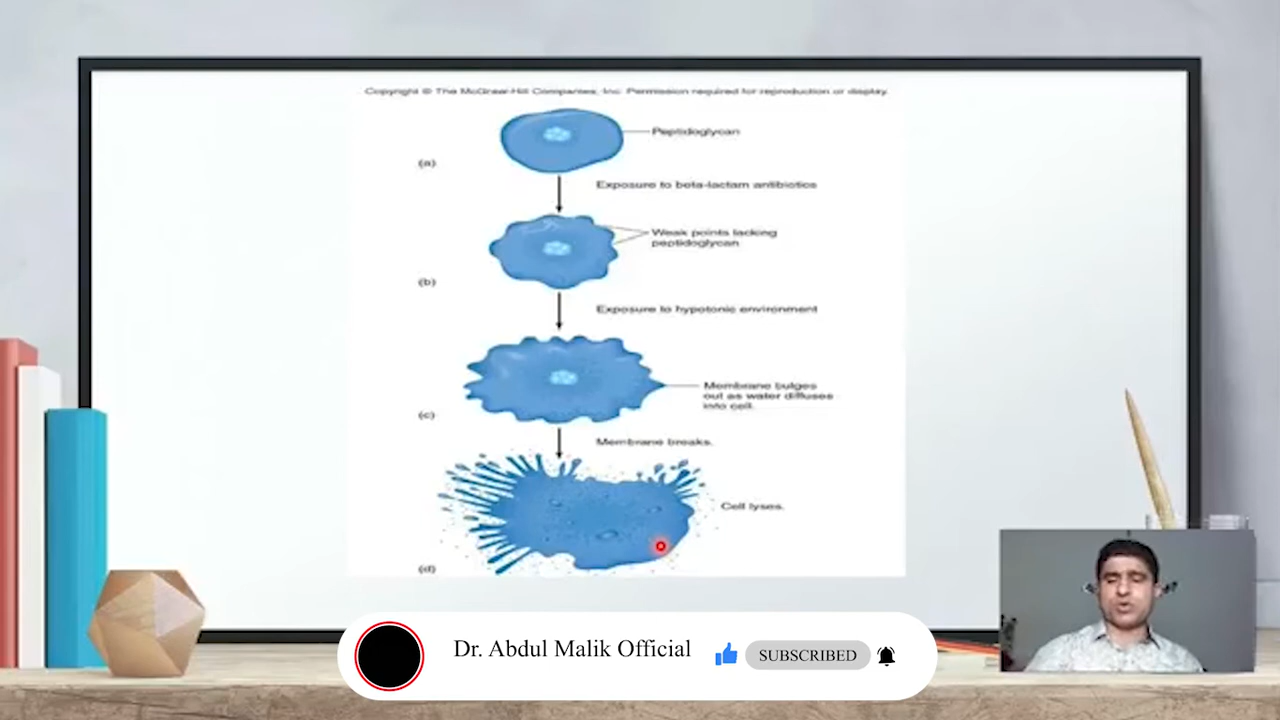 Copyright © The McGraw-Hill Companies, Inc. Permission required for reproduction or display.
Peptidoglycan
(a)
Exposure to beta-lactam antibiotics
Weak points lacking
peptidoglycan
(b)
Exposure to hypotonic environment
Membrane bulges
out as water diffuses
into cell.
(c)
Membrane breaks.
Cell lyses.
(d)
Dr. Abdul Malik Official
SUBSCRIBED